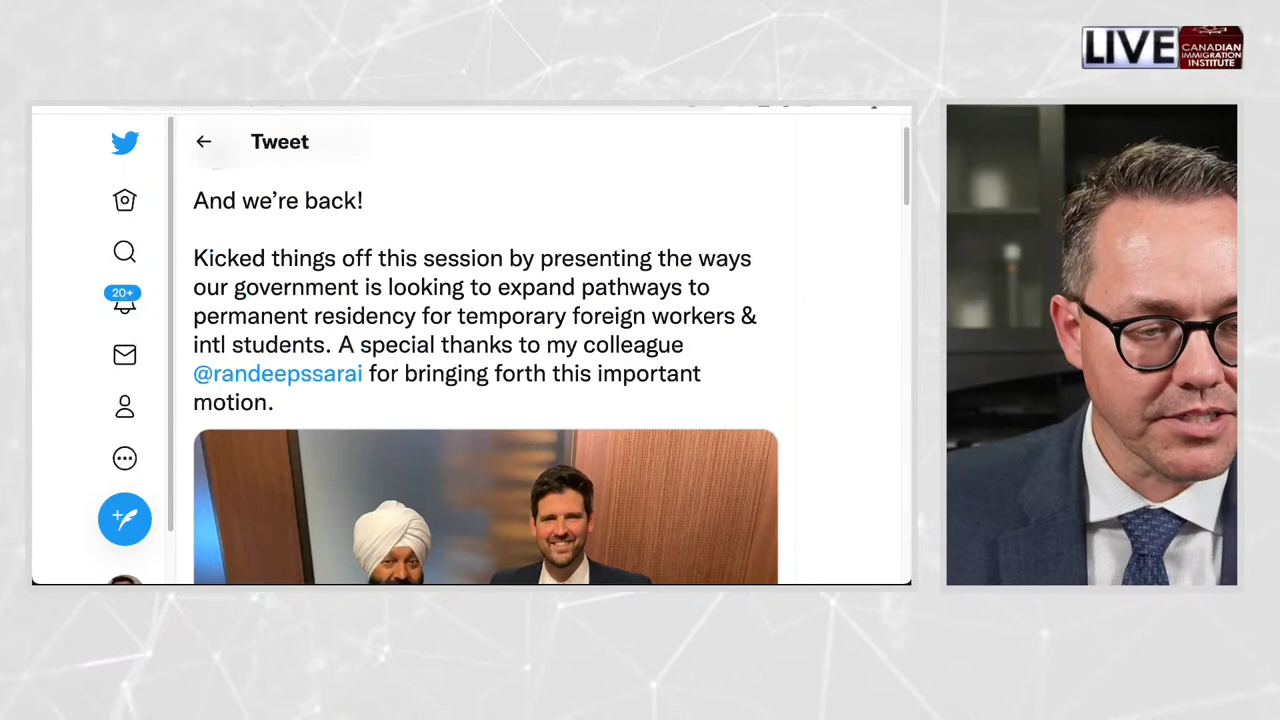 LIVE
CANADIAN
IMMIGRATION
INSTITUTE
Tweet
And we’re back!
Kicked things off this session by presenting the ways
our government is looking to expand pathways to
permanent residency for temporary foreign workers &
intl students. A special thanks to my colleague
@randeepssarai for bringing forth this important
motion.
20+